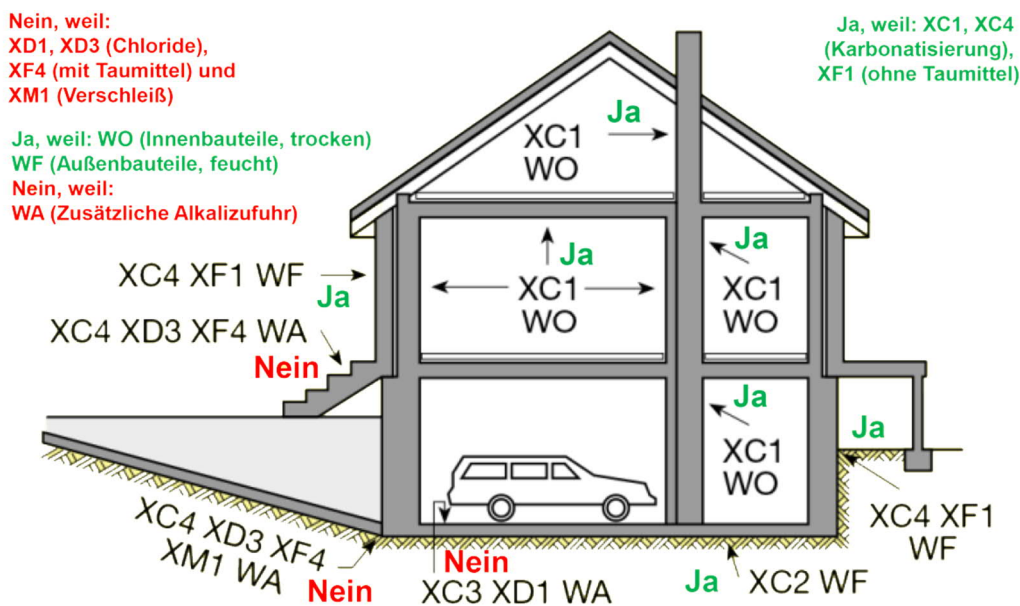 Nein, weil:
XD1, XD3 (Chloride),
XF4 (mit Taumittel) und
XM1 (Verschleiß)
Ja, weil: WO (Innenbauteile, trocken)
WF (Außenbauteile, feucht)
Nein, weil:
WA (Zusätzliche Alkalizufuhr)
Ja, weil: XC1, XC4
(Karbonatisierung),
XF1 (ohne Taumittel)
Ja
XC1
WO
XC4 XF1 WF
Ja
XC4 XD3 XF4 WA
Nein
Ja
XC1
WO
Ja
XC1
WO
Ja
XC1
WO
Ja
XC4 XF1
WF
XC4 XD3 XF4
XM1 WA
Nein
Nein
XC3 XD1 WA
Ja
XC2 WF